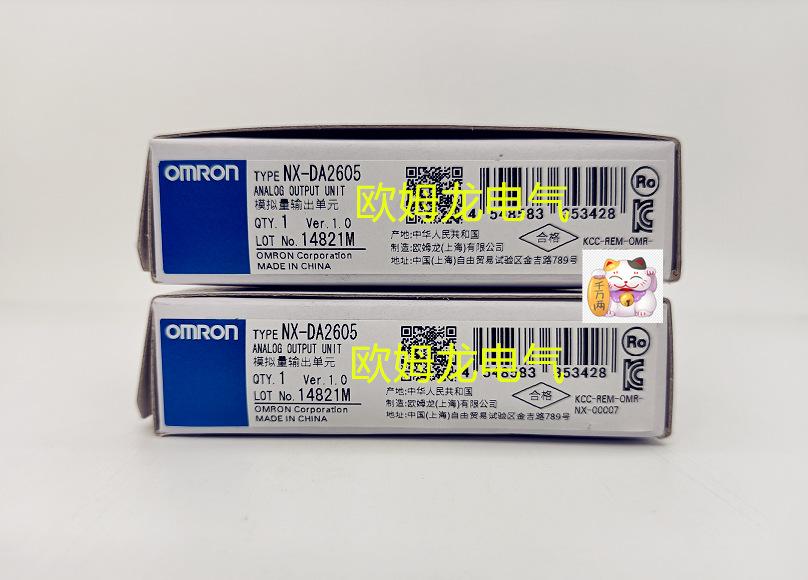 OMRON
TYPE NX-DA2605
ANALOG OUTPUT UNIT
模拟量输出单元
QTY. 1 Ver. 1.0
LOT No. 14821M
OMRON Corporation
MADE IN CHINA
欧姆龙电气
4 548583 553428
产地:中华人民共和国
制造:欧姆龙(上海)有限公司
地址:中国(上海)自由贸易试验区金吉路789号
合格
Ro
KCC-REM-OMR-
千万两
OMRON
TYPE NX-DA2605
ANALOG OUTPUT UNIT
模拟量输出单元
QTY. 1 Ver. 1.0
LOT No. 14821M
OMRON Corporation
MADE IN CHINA
欧姆龙电气
4 548583 553428
产地:中华人民共和国
制造:欧姆龙(上海)有限公司
地址:中国(上海)自由贸易试验区金吉路789号
合格
Ro
KCC-REM-OMR-
NX-00007